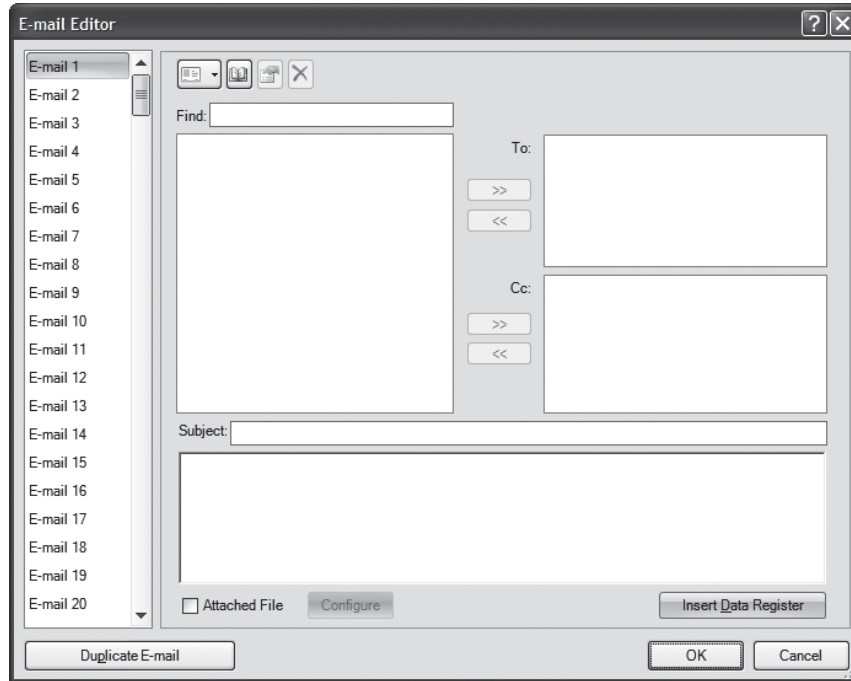 E-mail Editor
E-mail 1
E-mail 2
E-mail 3
E-mail 4
E-mail 5
E-mail 6
E-mail 7
E-mail 8
E-mail 9
E-mail 10
E-mail 11
E-mail 12
E-mail 13
E-mail 14
E-mail 15
E-mail 16
E-mail 17
E-mail 18
E-mail 19
E-mail 20
Find:
To:
>>
<<
Cc:
>>
<<
Subject:
Attached File
Configure
Insert Data Register
Duplicate E-mail
OK
Cancel